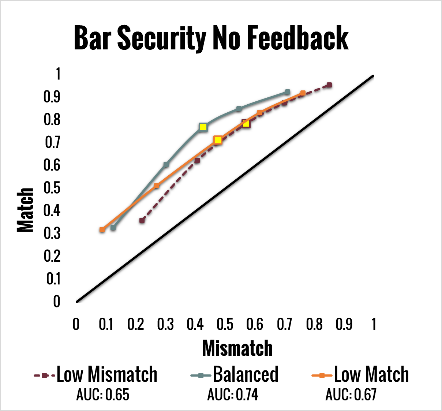 Bar Security No Feedback
1
0.9
0.8
0.7
0.6
0.5
0.4
0.3
0.2
0.1
0
Match
0 0.1 0.2 0.3 0.4 0.5 0.6 0.7 0.8 0.9 1
Mismatch
Low Mismatch Balanced Low Match
AUC: 0.65 AUC: 0.74 AUC: 0.67